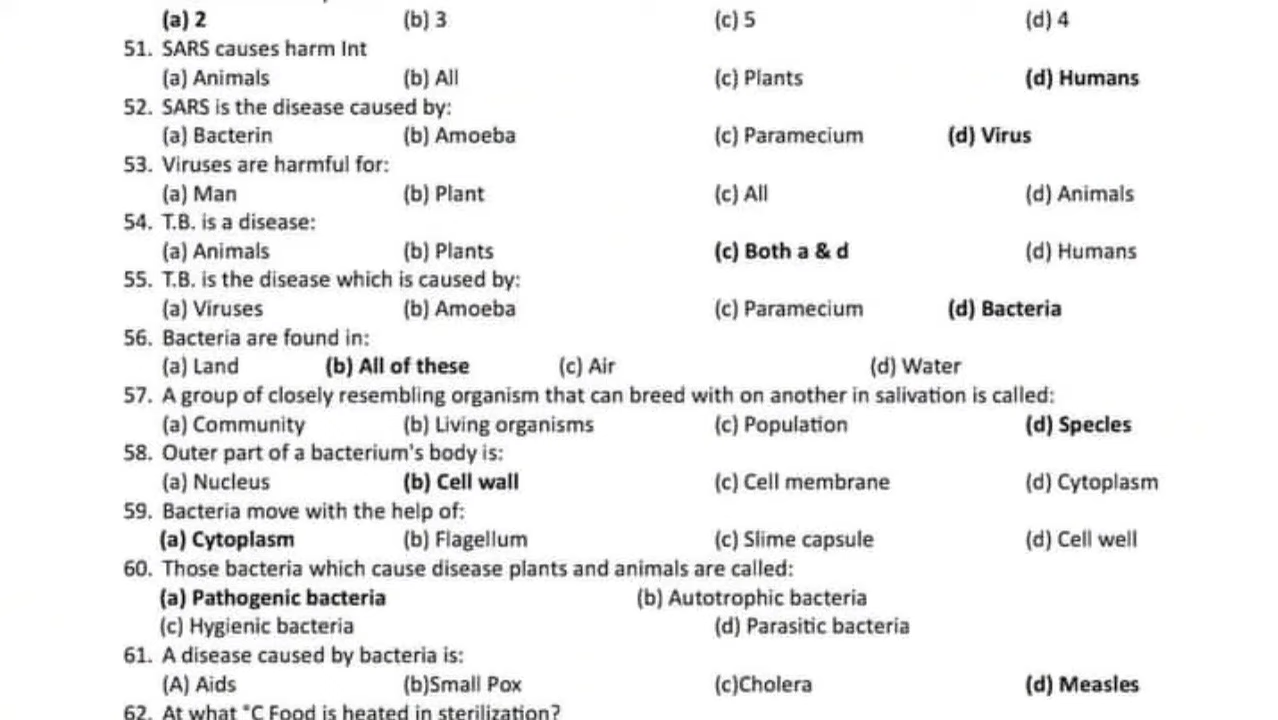 (a) 2 (b) 3 (c) 5 (d) 4
51. SARS causes harm Int
(a) Animals (b) All (c) Plants (d) Humans
52. SARS is the disease caused by:
(a) Bacterin (b) Amoeba (c) Paramecium (d) Virus
53. Viruses are harmful for:
(a) Man (b) Plant (c) All (d) Animals
54. T.B. is a disease:
(a) Animals (b) Plants (c) Both a & d (d) Humans
55. T.B. is the disease which is caused by:
(a) Viruses (b) Amoeba (c) Paramecium (d) Bacteria
56. Bacteria are found in:
(a) Land (b) All of these (c) Air (d) Water
57. A group of closely resembling organism that can breed with on another in salivation is called:
(a) Community (b) Living organisms (c) Population (d) Specles
58. Outer part of a bacterium's body is:
(a) Nucleus (b) Cell wall (c) Cell membrane (d) Cytoplasm
59. Bacteria move with the help of:
(a) Cytoplasm (b) Flagellum (c) Slime capsule (d) Cell well
60. Those bacteria which cause disease plants and animals are called:
(a) Pathogenic bacteria (b) Autotrophic bacteria
(c) Hygienic bacteria (d) Parasitic bacteria
61. A disease caused by bacteria is:
(A) Aids (b)Small Pox (c)Cholera (d) Measles
62. At what °C Food is heated in sterilization?